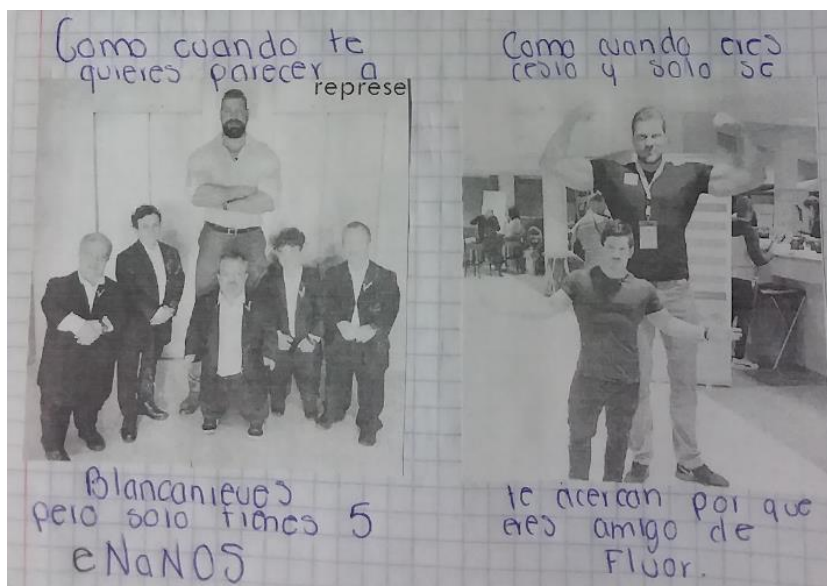 Como cuando te
quieres parecer a
represe
Blancanieves
pero solo tienes 5
eNaNOS
Como cuando eres
cesio y solo se
te acercan por que
eres amigo de
Fluor.